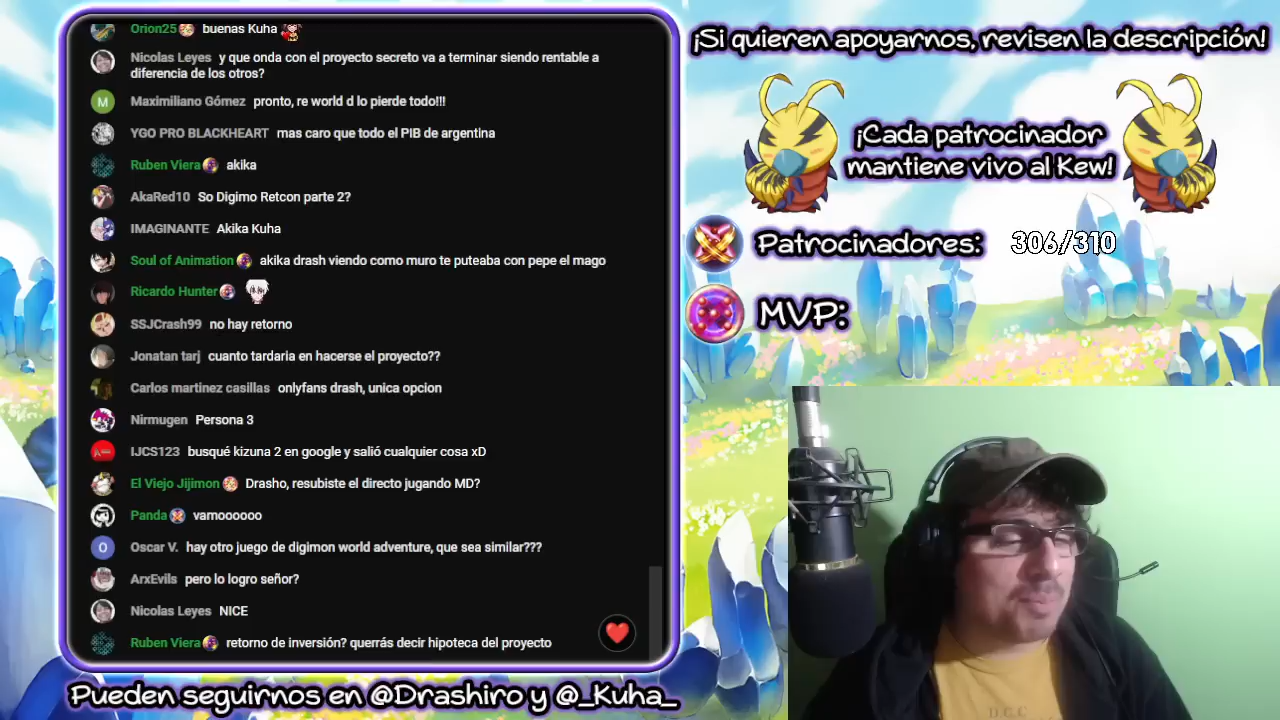 Orion25 buenas Kuha
Nicolas Leyes y que onda con el proyecto secreto va a terminar siendo rentable a
diferencia de los otros?
M Maximiliano Gómez pronto, re world d lo pierde todo!!!
YGO PRO BLACKHEART mas caro que todo el PIB de argentina
Ruben Viera akika
AkaRed10 So Digimo Retcon parte 2?
IMAGINANTE Akika Kuha
Soul of Animation akika drash viendo como muro te puteaba con pepe el mago
Ricardo Hunter
SSJCrash99 no hay retorno
Jonatan tarj cuanto tardaria en hacerse el proyecto??
Carlos martinez casillas onlyfans drash, unica opcion
Nirmugen Persona 3
IJCS123 busqué kizuna 2 en google y salió cualquier cosa xD
El Viejo Jijimon Drasho, resubiste el directo jugando MD?
Panda vamoooooo
O Oscar V. hay otro juego de digimon world adventure, que sea similar???
ArxEvils pero lo logro señor?
Nicolas Leyes NICE
Ruben Viera retorno de inversión? querrás decir hipoteca del proyecto
Pueden seguirnos en @Drashiro y @_Kuha_
¡Si quieren apoyarnos, revisen la descripción!
¡Cada patrocinador
mantiene vivo al Kew!
Patrocinadores: 306/310
MVP: